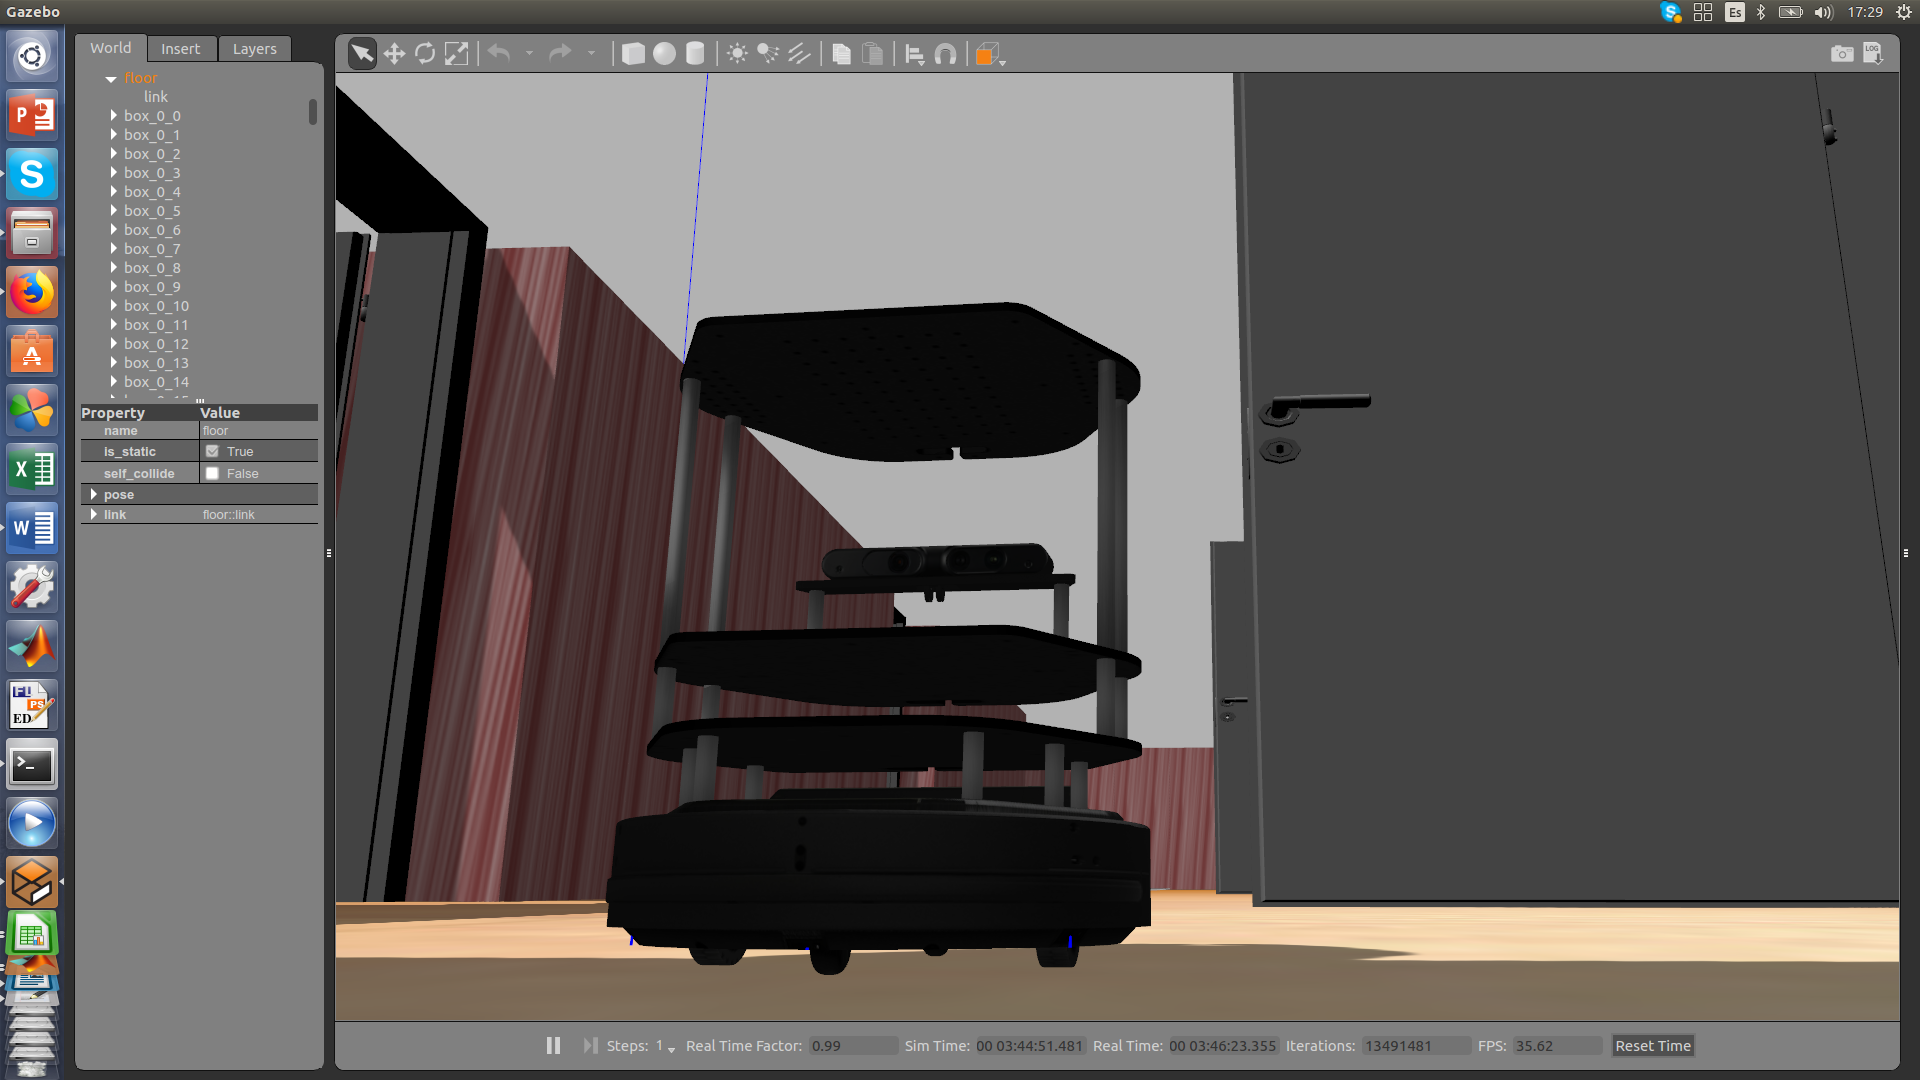 Gazebo
Es
17:29
World Insert Layers
LOG
floor
link
box_0_0
box_0_1
box_0_2
box_0_3
box_0_4
box_0_5
box_0_6
box_0_7
box_0_8
box_0_9
box_0_10
box_0_11
box_0_12
box_0_13
box_0_14
Property Value
name floor
is_static True
self_collide False
pose
link floor::link
Steps: 1 Real Time Factor: 0.99 Sim Time: 00 03:44:51.481 Real Time: 00 03:46:23.355 Iterations: 13491481 FPS: 35.62 Reset Time